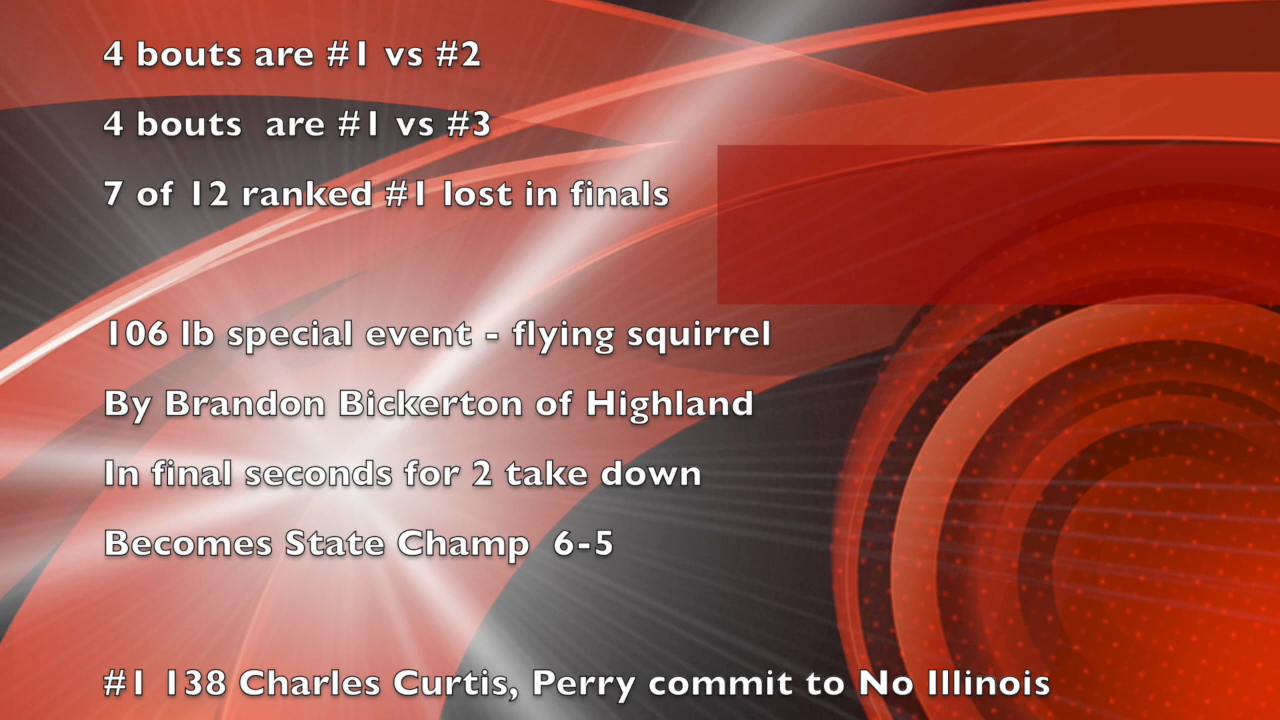 4 bouts are #1 vs #2
4 bouts  are #1 vs #3
7 of 12 ranked #1 lost in finals
106 lb special event - flying squirrel
By Brandon Bickerton of Highland
In final seconds for 2 take down
Becomes State Champ  6-5
#1 138 Charles Curtis, Perry commit to No Illinois